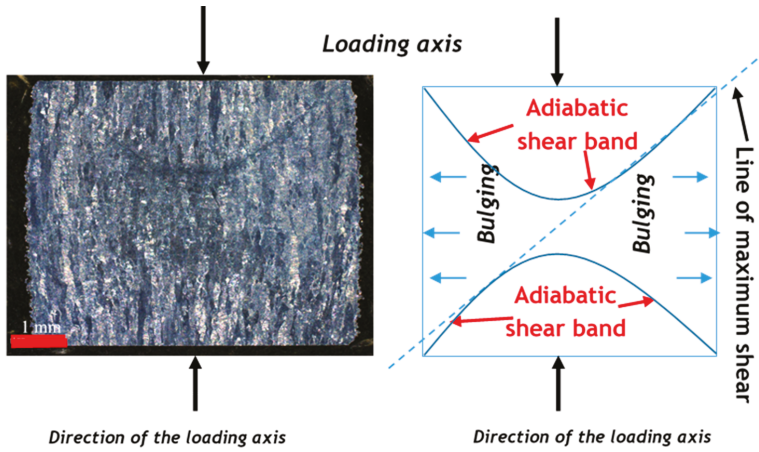 Loading axis
Adiabatic
shear band
Bulging
Bulging
Line of maximum shear
Adiabatic
shear band
1 mm
Direction of the loading axis
Direction of the loading axis